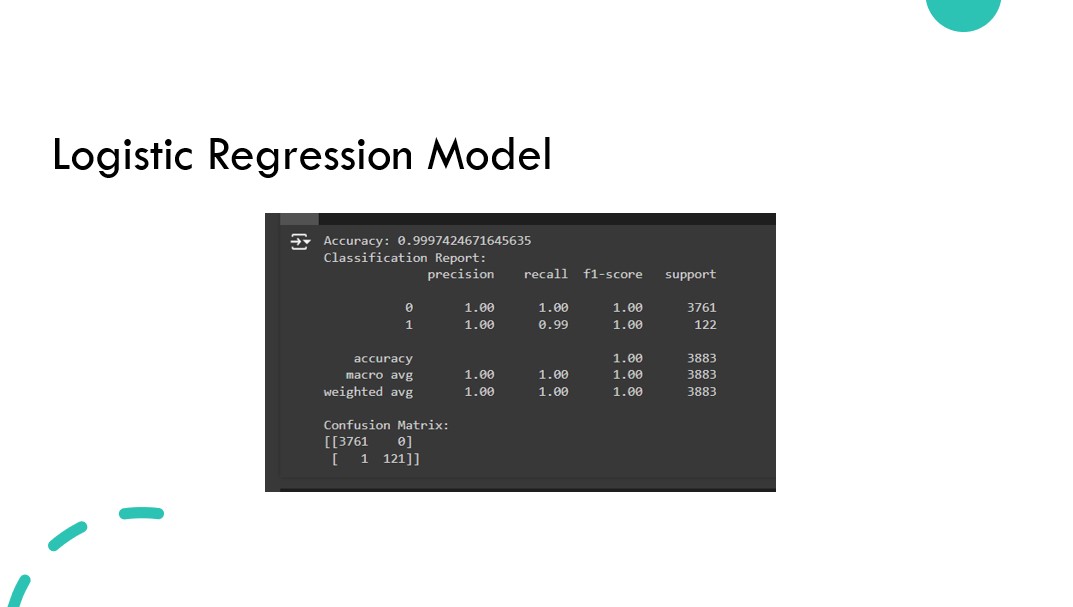 Logistic Regression Model
Accuracy: 0.9997424671645635
Classification Report:
precision recall f1-score support
0 1.00 1.00 1.00 3761
1 1.00 0.99 1.00 122
accuracy 1.00 3883
macro avg 1.00 1.00 1.00 3883
weighted avg 1.00 1.00 1.00 3883
Confusion Matrix:
[[3761 0]
[ 1 121]]